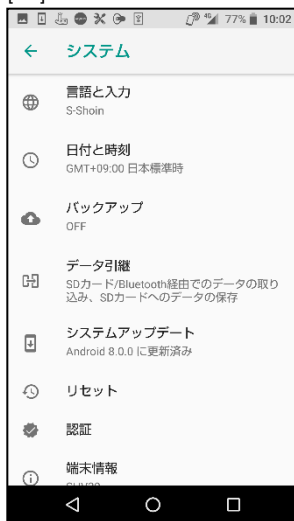 4G 77% 10:02
システム
言語と入力
S-Shoin
日付と時刻
GMT+09:00 日本標準時
バックアップ
OFF
データ引継
SDカード/Bluetooth経由でのデータの取り
込み、SDカードへのデータの保存
システムアップデート
Android 8.0.0 に更新済み
リセット
認証
端末情報